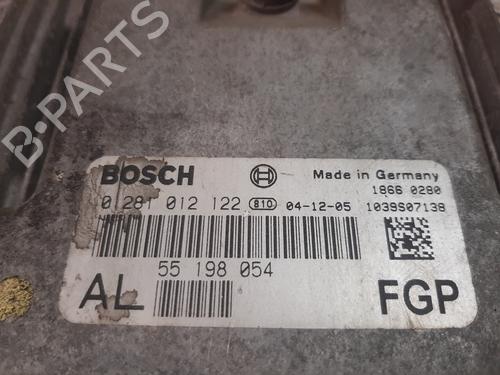 B-PARTS
BOSCH
Made in Germany
1866 0280
0 281 012 122 810 04-12-05 1039S07138
55 198 054
AL FGP